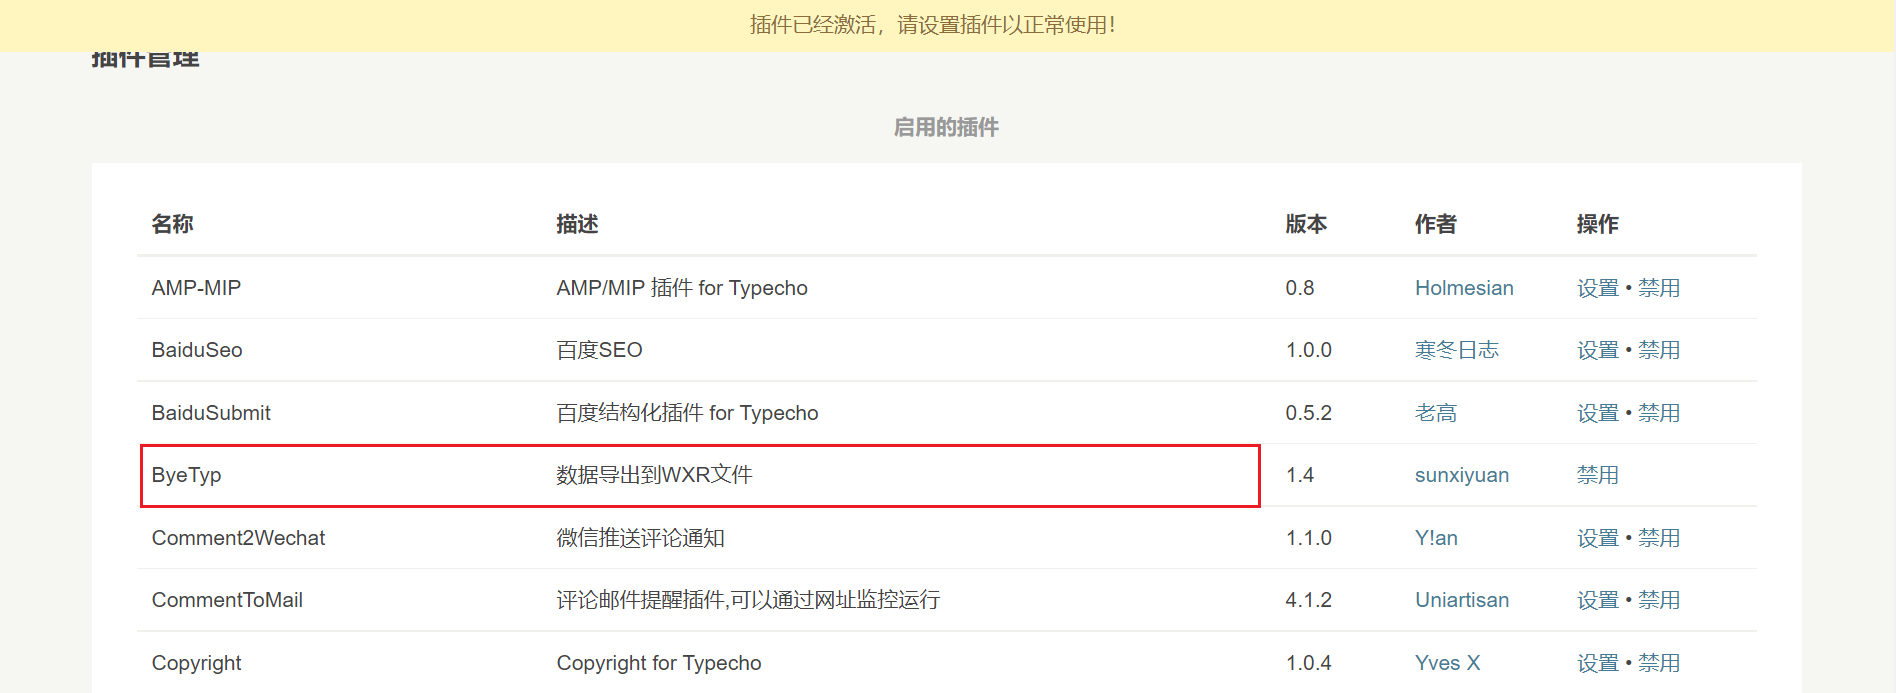 插件已经激活，请设置插件以正常使用！
插件管理
启用的插件
名称 描述 版本 作者 操作
AMP-MIP AMP/MIP 插件 for Typecho 0.8 Holmesian 设置 • 禁用
BaiduSeo 百度SEO 1.0.0 寒冬日志 设置 • 禁用
BaiduSubmit 百度结构化插件 for Typecho 0.5.2 老高 设置 • 禁用
ByeTyp 数据导出到WXR文件 1.4 sunxiyuan 禁用
Comment2Wechat 微信推送评论通知 1.1.0 Y!an 设置 • 禁用
CommentToMail 评论邮件提醒插件,可以通过网址监控运行 4.1.2 Uniartisan 设置 • 禁用
Copyright Copyright for Typecho 1.0.4 Yves X 设置 • 禁用